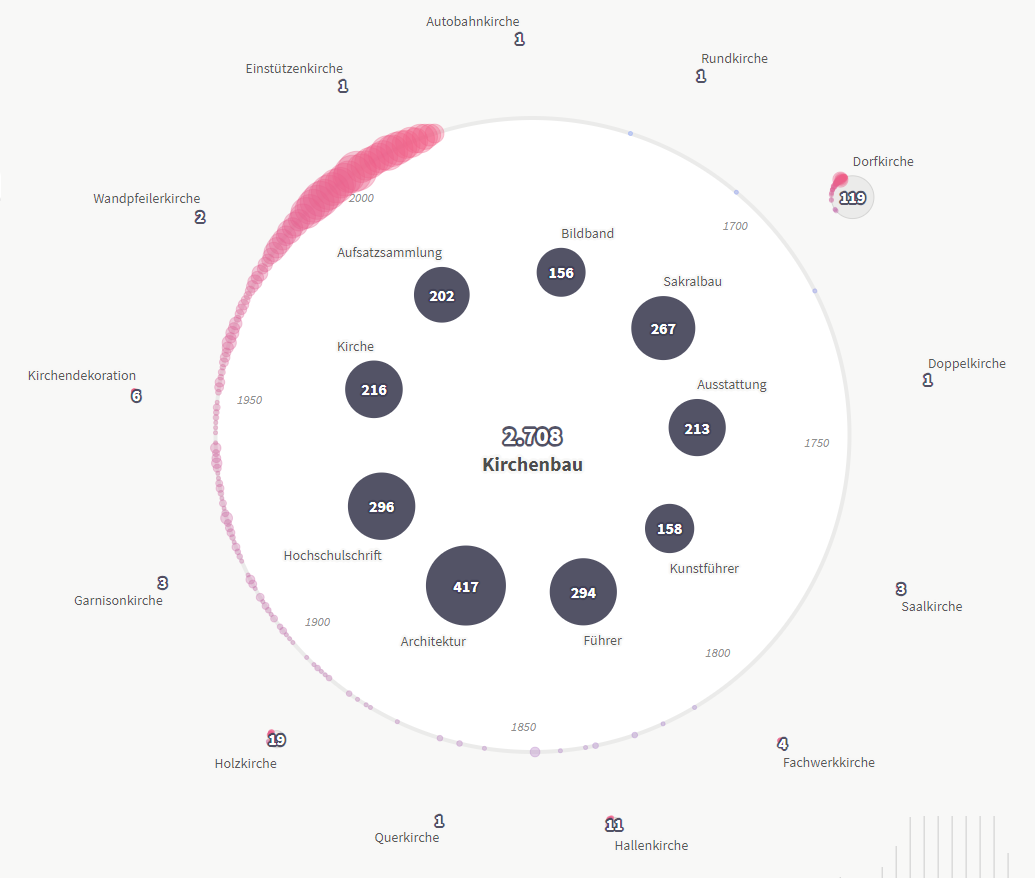 Autobahnkirche
1
Rundkirche
1
Einstützenkirche
1
Dorfkirche
119
Wandpfeilerkirche
2
2000
1700
Bildband
156
Aufsatzsammlung
202
Sakralbau
267
Kirche
216
Doppelkirche
1
Kirchendekoration
6
Ausstattung
213
1950
1750
2.708
Kirchenbau
296
Hochschulschrift
158
Kunstführer
417
Architektur
294
Führer
3
Garnisonkirche
3
Saalkirche
1900
1800
1850
19
Holzkirche
4
Fachwerkkirche
1
Querkirche
11
Hallenkirche